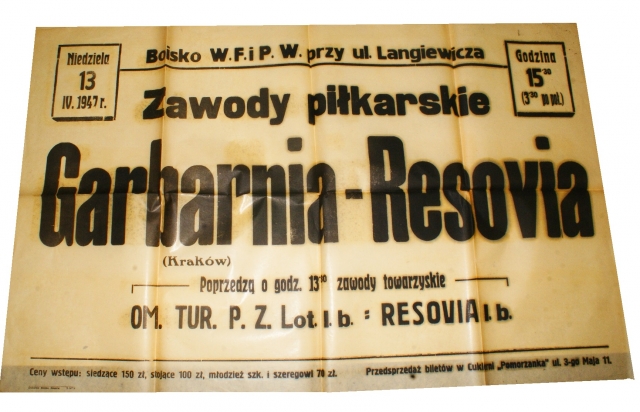 Niedziela
13
IV. 1947 r.
Boisko W. F. i P. W. przy ul. Langiewicza
Godzina
15³⁰
(3³⁰ po poł.)
Zawody piłkarskie
Garbarnia - Resovia
(Kraków)
Poprzedzą o godz. 13¹⁰ zawody towarzyskie
OM. TUR. P. Z. Lot. I. b. : RESOVIA I. b.
Ceny wstępu: siedzące 150 zł, stojące 100 zł, młodzież szk. i szeregowi 70 zł.
Przedsprzedaż biletów w Cukierni „Pomorzanka" ul. 3-go Maja 11.